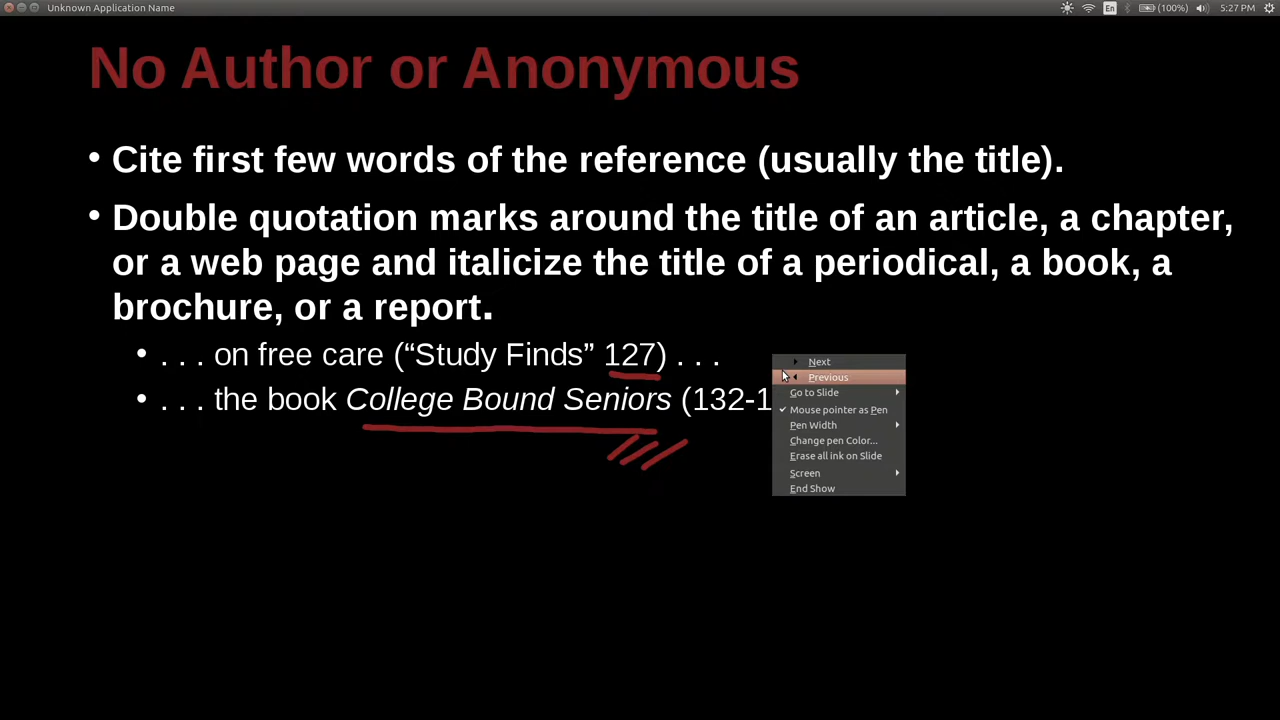 Unknown Application Name
En
(100%)
5:27 PM
No Author or Anonymous
• Cite first few words of the reference (usually the title).
• Double quotation marks around the title of an article, a chapter,
or a web page and italicize the title of a periodical, a book, a
brochure, or a report.
• . . . on free care (“Study Finds” 127) . . .
• . . . the book College Bound Seniors (132-1
Next
Previous
Go to Slide
✓ Mouse pointer as Pen
Pen Width
Change pen Color...
Erase all ink on Slide
Screen
End Show